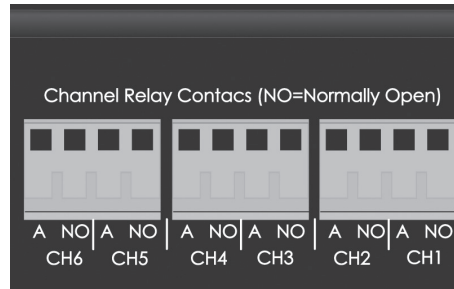 Channel Relay Contacs (NO=Normally Open)
A NO A NO A NO A NO A NO A NO
CH6 CH5 CH4 CH3 CH2 CH1